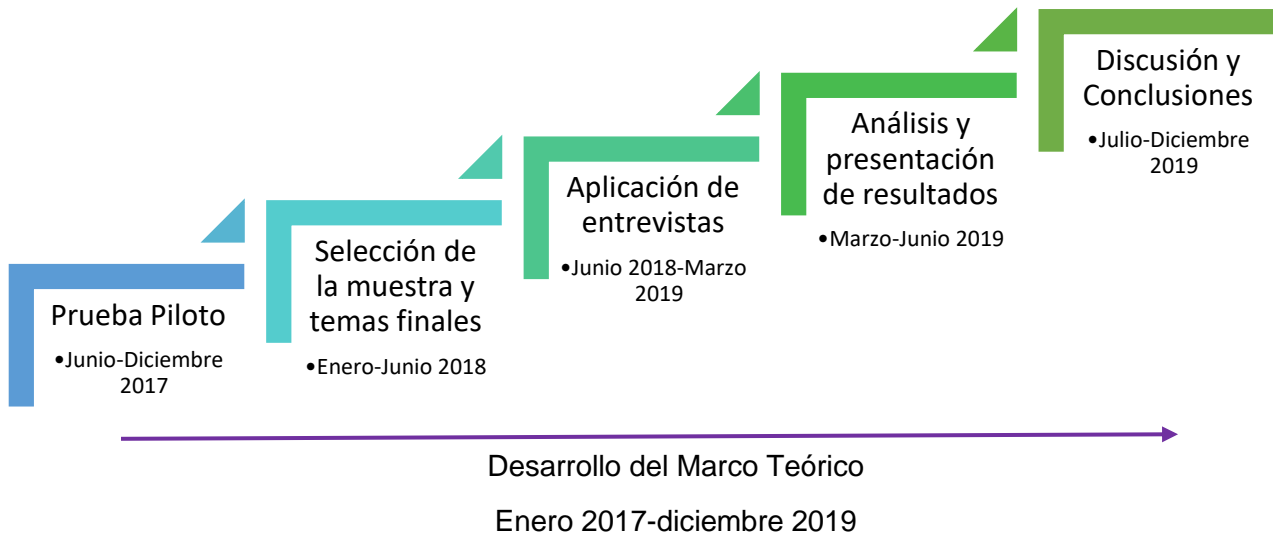 Prueba Piloto
•Junio-Diciembre
2017
Selección de
la muestra y
temas finales
•Enero-Junio 2018
Aplicación de
entrevistas
•Junio 2018-Marzo
2019
Análisis y
presentación
de resultados
•Marzo-Junio 2019
Discusión y
Conclusiones
•Julio-Diciembre
2019
Desarrollo del Marco Teórico
Enero 2017-diciembre 2019